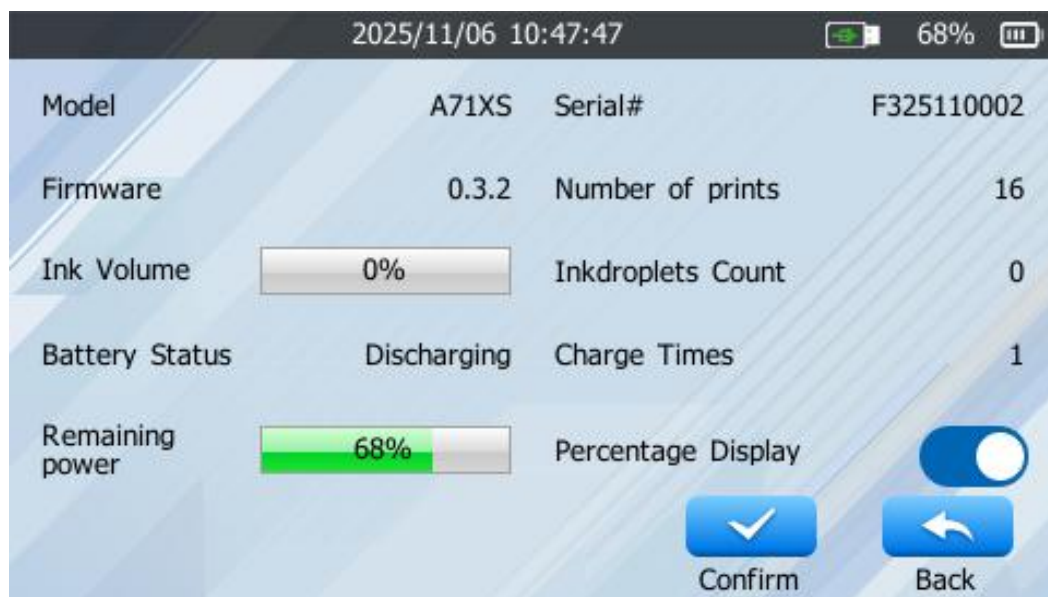 2025/11/06 10:47:47 68%
Model A71XS Serial# F325110002
Firmware 0.3.2 Number of prints 16
Ink Volume 0% Inkdroplets Count 0
Battery Status Discharging Charge Times 1
Remaining
power 68% Percentage Display
Confirm Back